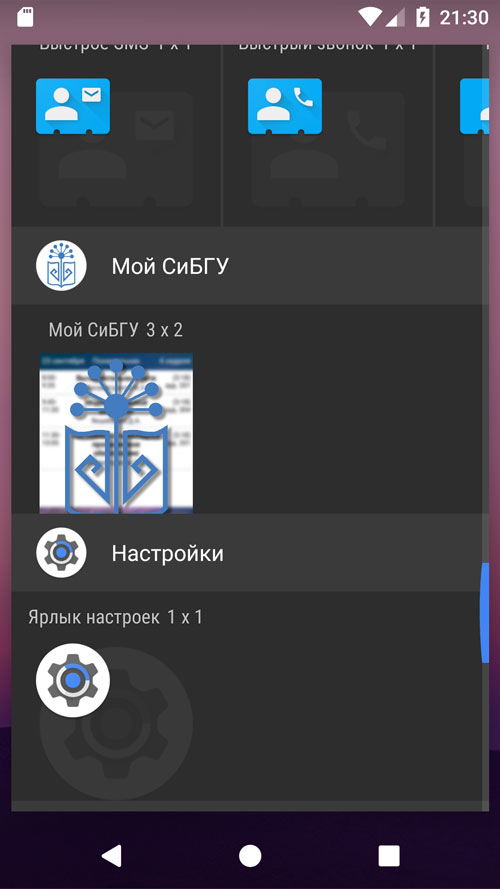 21:30
Быстрое SMS 1 x 1
Быстрый звонок 1 x 1
Мой СиБГУ
Мой СиБГУ 3 x 2
Настройки
Ярлык настроек 1 x 1